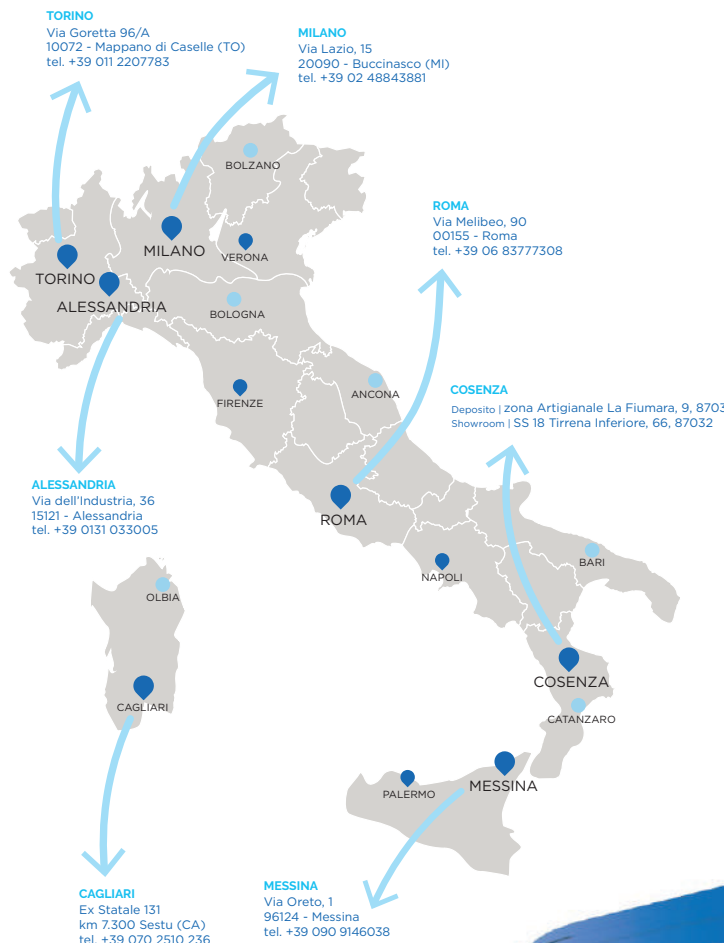 TORINO
Via Goretta 96/A
10072 - Mappano di Caselle (TO)
tel. +39 011 2207783
MILANO
Via Lazio, 15
20090 - Buccinasco (MI)
tel. +39 02 48843881
BOLZANO
ROMA
Via Melibeo, 90
00155 - Roma
tel. +39 06 83777308
MILANO
VERONA
TORINO
ALESSANDRIA
BOLOGNA
COSENZA
Deposito | zona Artigianale La Fiumara, 9, 8703
Showroom | SS 18 Tirrena Inferiore, 66, 87032
ANCONA
FIRENZE
ALESSANDRIA
Via dell'Industria, 36
15121 - Alessandria
tel. +39 0131 033005
ROMA
NAPOLI
BARI
OLBIA
COSENZA
CAGLIARI
CATANZARO
PALERMO
MESSINA
CAGLIARI
Ex Statale 131
km 7.300 Sestu (CA)
tel. +39 070 2510 236
MESSINA
Via Oreto, 1
96124 - Messina
tel. +39 090 9146038